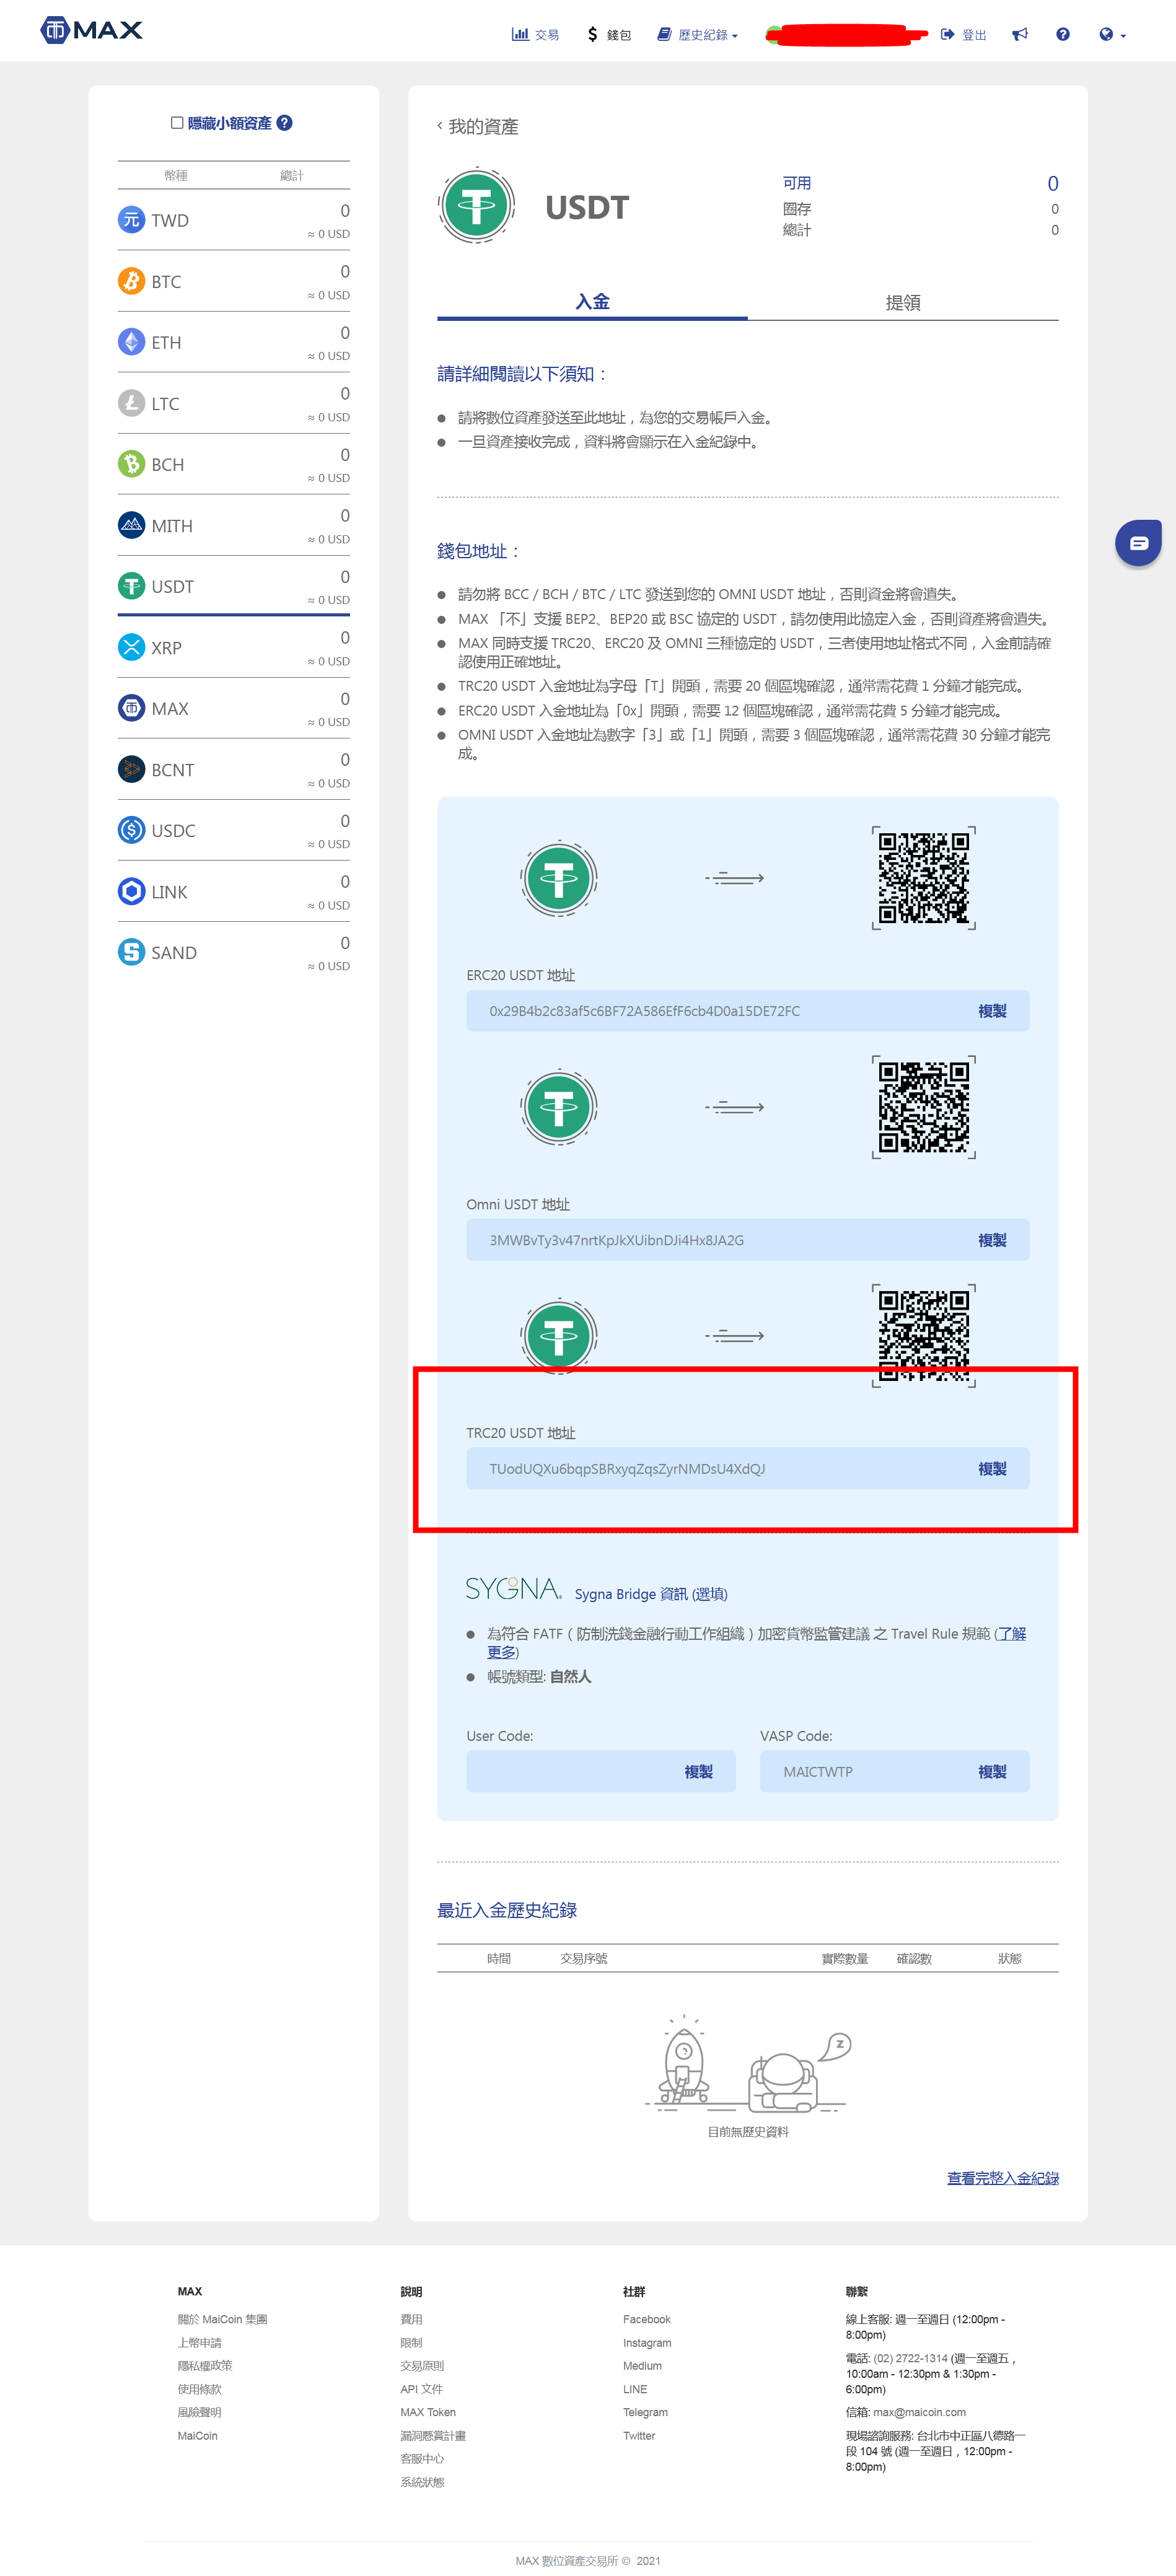 MAX
交易
錢包
歷史紀錄
登出
隱藏小額資產
幣種 總計
TWD 0
≈ 0 USD
BTC 0
≈ 0 USD
ETH 0
≈ 0 USD
LTC 0
≈ 0 USD
BCH 0
≈ 0 USD
MITH 0
≈ 0 USD
USDT 0
≈ 0 USD
XRP 0
≈ 0 USD
MAX 0
≈ 0 USD
BCNT 0
≈ 0 USD
USDC 0
≈ 0 USD
LINK 0
≈ 0 USD
SAND 0
≈ 0 USD
‹ 我的資產
USDT
可用 0
圈存 0
總計 0
入金 提領
請詳細閱讀以下須知：
● 請將數位資產發送至此地址，為您的交易帳戶入金。
● 一旦資產接收完成，資料將會顯示在入金紀錄中。
錢包地址：
● 請勿將 BCC / BCH / BTC / LTC 發送到您的 OMNI USDT 地址，否則資金將會遺失。
● MAX 「不」支援 BEP2、BEP20 或 BSC 協定的 USDT，請勿使用此協定入金，否則資產將會遺失。
● MAX 同時支援 TRC20、ERC20 及 OMNI 三種協定的 USDT，三者使用地址格式不同，入金前請確
認使用正確地址。
● TRC20 USDT 入金地址為字母「T」開頭，需要 20 個區塊確認，通常需花費 1 分鐘才能完成。
● ERC20 USDT 入金地址為「0x」開頭，需要 12 個區塊確認，通常需花費 5 分鐘才能完成。
● OMNI USDT 入金地址為數字「3」或「1」開頭，需要 3 個區塊確認，通常需花費 30 分鐘才能完
成。
ERC20 USDT 地址
0x29B4b2c83af5c6BF72A586EfF6cb4D0a15DE72FC 複製
Omni USDT 地址
3MWBvTy3v47nrtKpJkXUibnDJi4Hx8JA2G 複製
TRC20 USDT 地址
TUodUQXu6bqpSBRxyqZqsZyrNMDsU4XdQJ 複製
SYGNA Sygna Bridge 資訊 (選填)
● 為符合 FATF（防制洗錢金融行動工作組織）加密貨幣監管建議 之 Travel Rule 規範 (了解
更多)
● 帳號類型: 自然人
User Code: VASP Code:
複製 MAICTWTP 複製
最近入金歷史紀錄
時間 交易序號 實際數量 確認數 狀態
z
目前無歷史資料
查看完整入金紀錄
MAX
關於 MaiCoin 集團
上幣申請
隱私權政策
使用條款
風險聲明
MaiCoin
說明
費用
限制
交易原則
API 文件
MAX Token
漏洞懸賞計畫
客服中心
系統狀態
社群
Facebook
Instagram
Medium
LINE
Telegram
Twitter
聯繫
線上客服: 週一至週日 (12:00pm -
8:00pm)
電話: (02) 2722-1314 (週一至週五，
10:00am - 12:30pm & 1:30pm -
6:00pm)
信箱: max@maicoin.com
現場諮詢服務: 台北市中正區八德路一
段 104 號 (週一至週日，12:00pm -
8:00pm)
MAX 數位資產交易所 © 2021